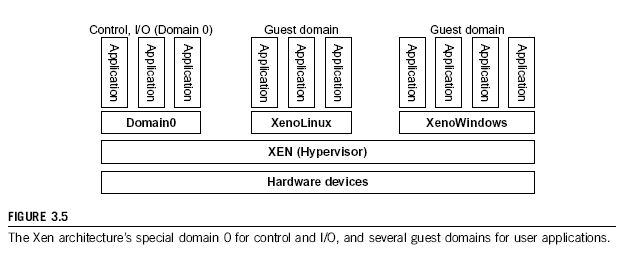 Control, I/O (Domain 0) Guest domain Guest domain
Application Application Application Application Application Application Application Application Application Application
Domain0 XenoLinux XenoWindows
XEN (Hypervisor)
Hardware devices
FIGURE 3.5
The Xen architecture's special domain 0 for control and I/O, and several guest domains for user applications.